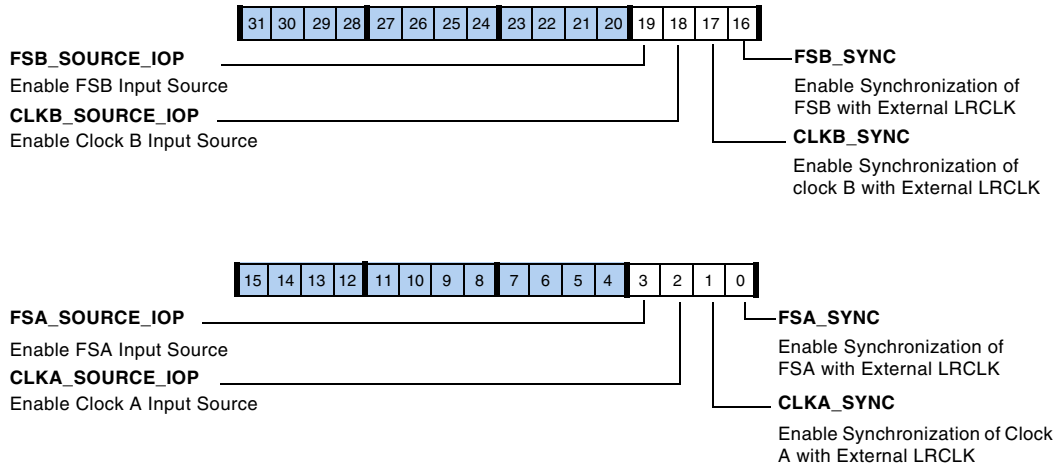 31 30 29 28 27 26 25 24 23 22 21 20 19 18 17 16
FSB_SOURCE_IOP
Enable FSB Input Source
CLKB_SOURCE_IOP
Enable Clock B Input Source
FSB_SYNC
Enable Synchronization of
FSB with External LRCLK
CLKB_SYNC
Enable Synchronization of
clock B with External LRCLK
15 14 13 12 11 10 9 8 7 6 5 4 3 2 1 0
FSA_SOURCE_IOP
Enable FSA Input Source
CLKA_SOURCE_IOP
Enable Clock A Input Source
FSA_SYNC
Enable Synchronization of
FSA with External LRCLK
CLKA_SYNC
Enable Synchronization of Clock
A with External LRCLK